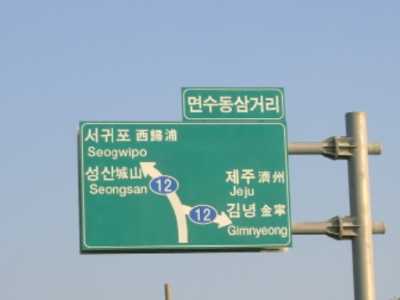 면수동삼거리
서귀포 西歸浦
Seogwipo
성산 城山
Seongsan
12
제주 濟州
Jeju
김녕 金寧
Gimnyeong
12